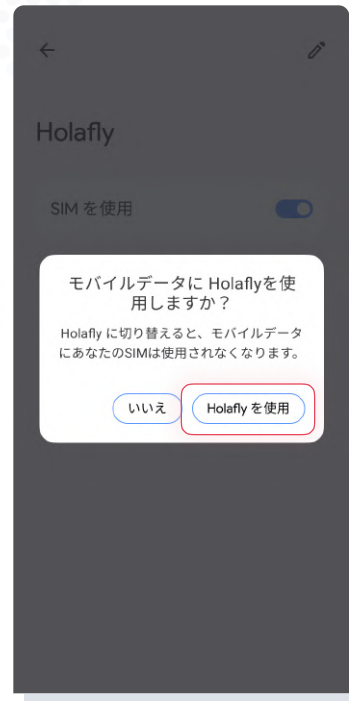 Holafly
SIM を使用
モバイルデータに Holaflyを使
用しますか？
Holafly に切り替えると、モバイルデータ
にあなたのSIMは使用されなくなります。
いいえ
Holafly を使用